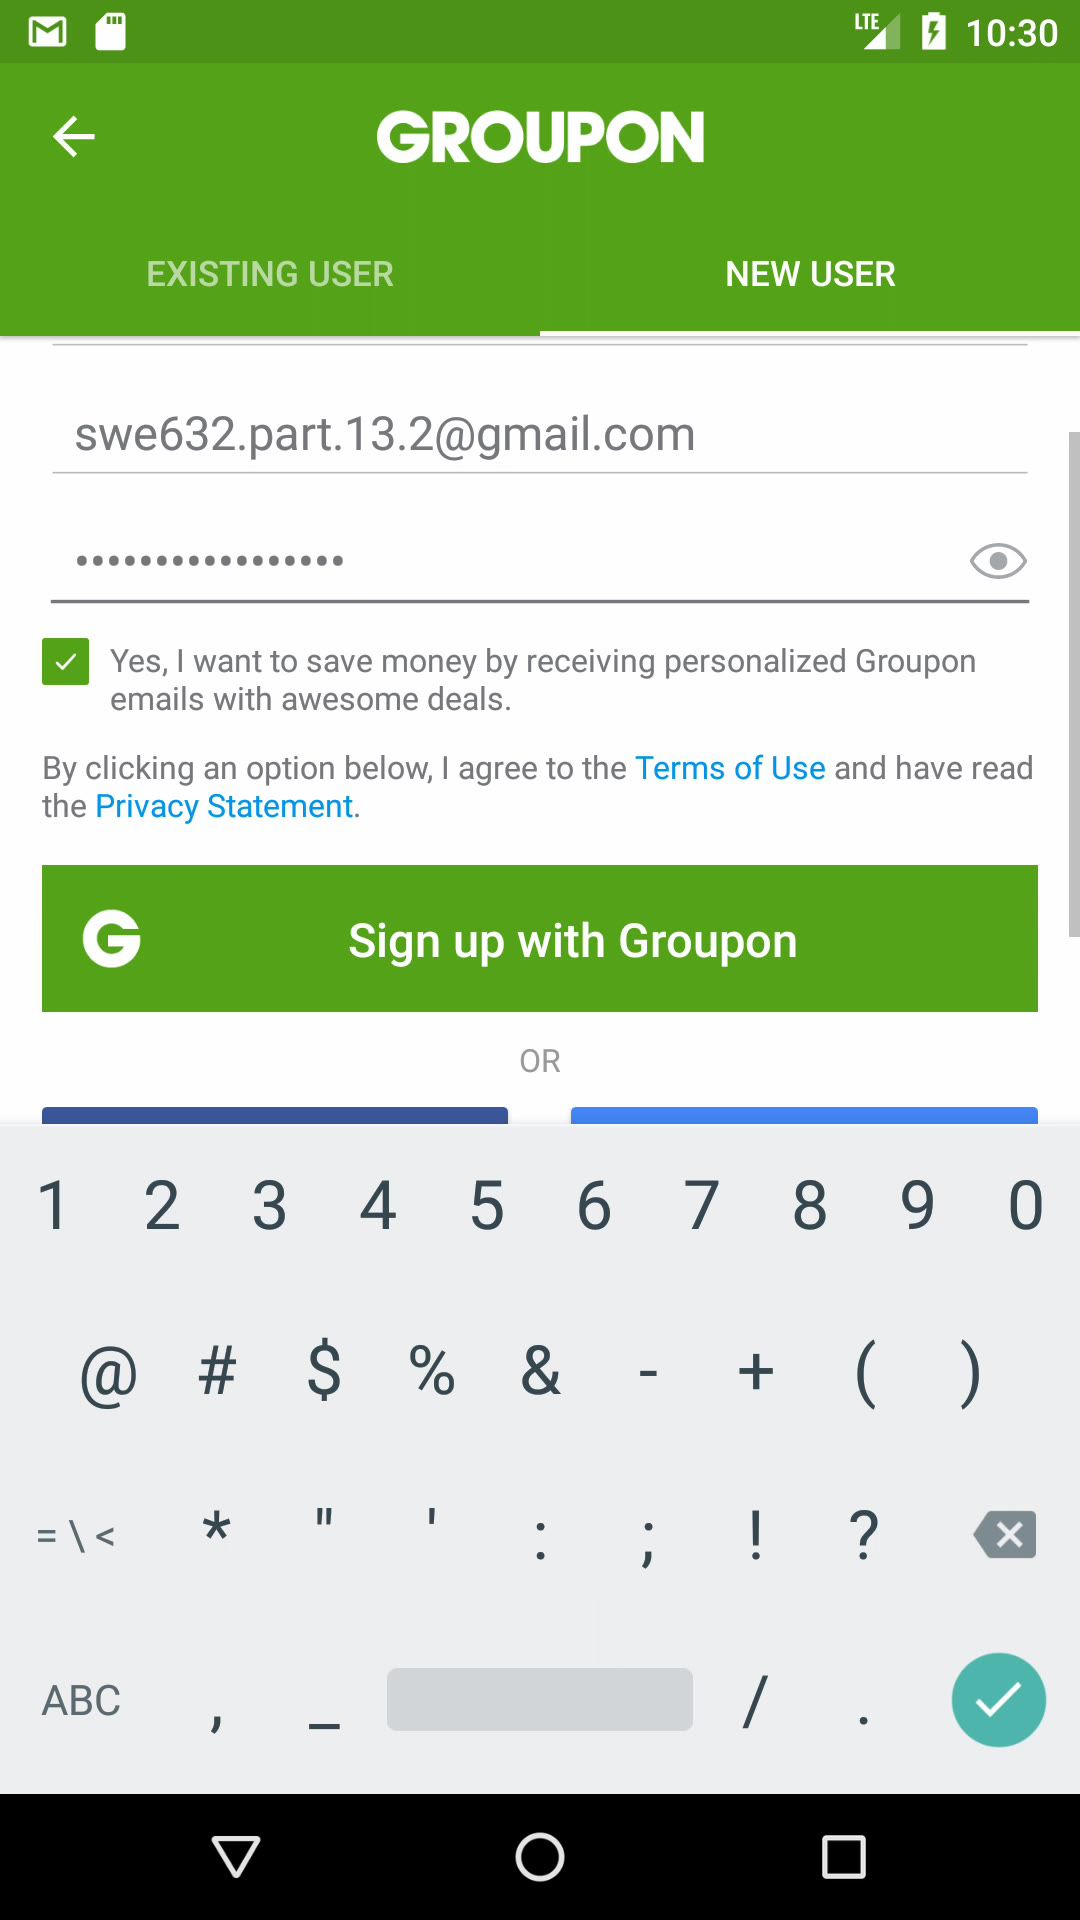 LTE 10:30
GROUPON
EXISTING USER NEW USER
swe632.part.13.2@gmail.com
•••••••••••••••••
Yes, I want to save money by receiving personalized Groupon
emails with awesome deals.
By clicking an option below, I agree to the Terms of Use and have read
the Privacy Statement.
G Sign up with Groupon
OR
1 2 3 4 5 6 7 8 9 0
@ # $ % & - + ( )
= \ < * " ' : ; ! ?
ABC , _ / .